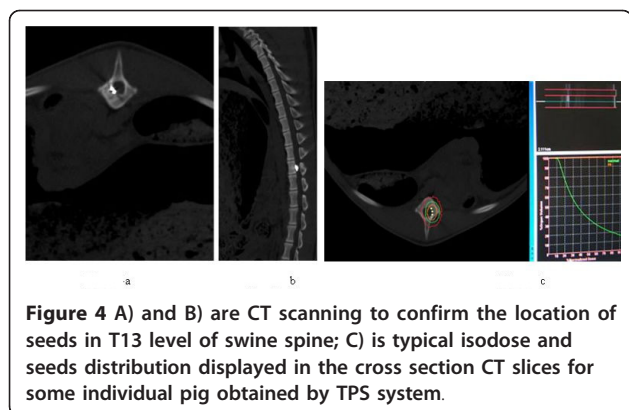 a
b
c
Figure 4 A) and B) are CT scanning to confirm the location of
seeds in T13 level of swine spine; C) is typical isodose and
seeds distribution displayed in the cross section CT slices for
some individual pig obtained by TPS system.